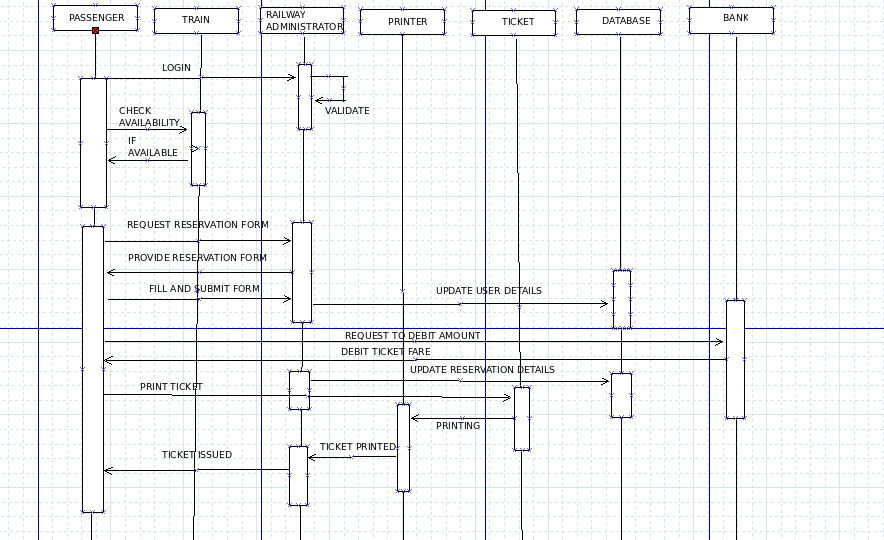 PASSENGER
TRAIN
RAILWAY
ADMINISTRATOR
PRINTER
TICKET
DATABASE
BANK
LOGIN
VALIDATE
CHECK
AVAILABILITY
IF
AVAILABLE
REQUEST RESERVATION FORM
PROVIDE RESERVATION FORM
FILL AND SUBMIT FORM
UPDATE USER DETAILS
REQUEST TO DEBIT AMOUNT
DEBIT TICKET FARE
UPDATE RESERVATION DETAILS
PRINT TICKET
PRINTING
TICKET PRINTED
TICKET ISSUED